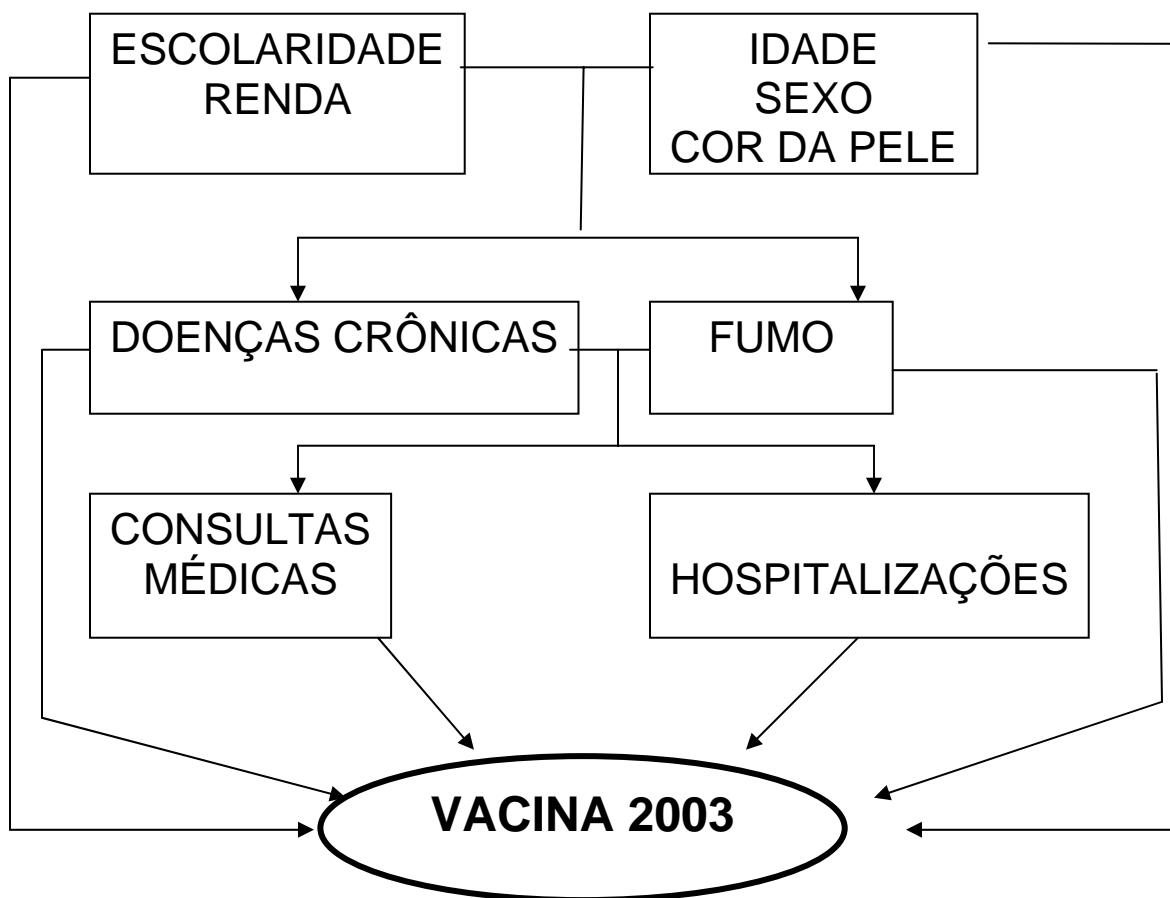 ESCOLARIDADE
RENDA
IDADE
SEXO
COR DA PELE
DOENÇAS CRÔNICAS
FUMO
CONSULTAS
MÉDICAS
HOSPITALIZAÇÕES
VACINA 2003